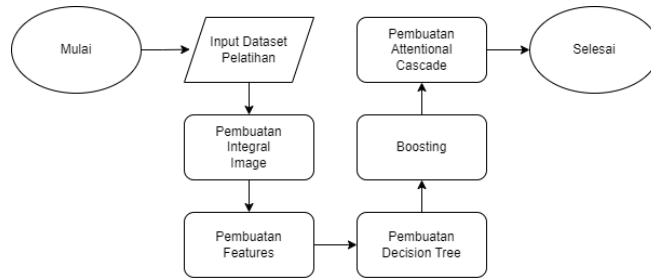 Mulai
Input Dataset
Pelatihan
Pembuatan
Integral
Image
Pembuatan
Features
Pembuatan
Decision Tree
Boosting
Pembuatan
Attentional
Cascade
Selesai